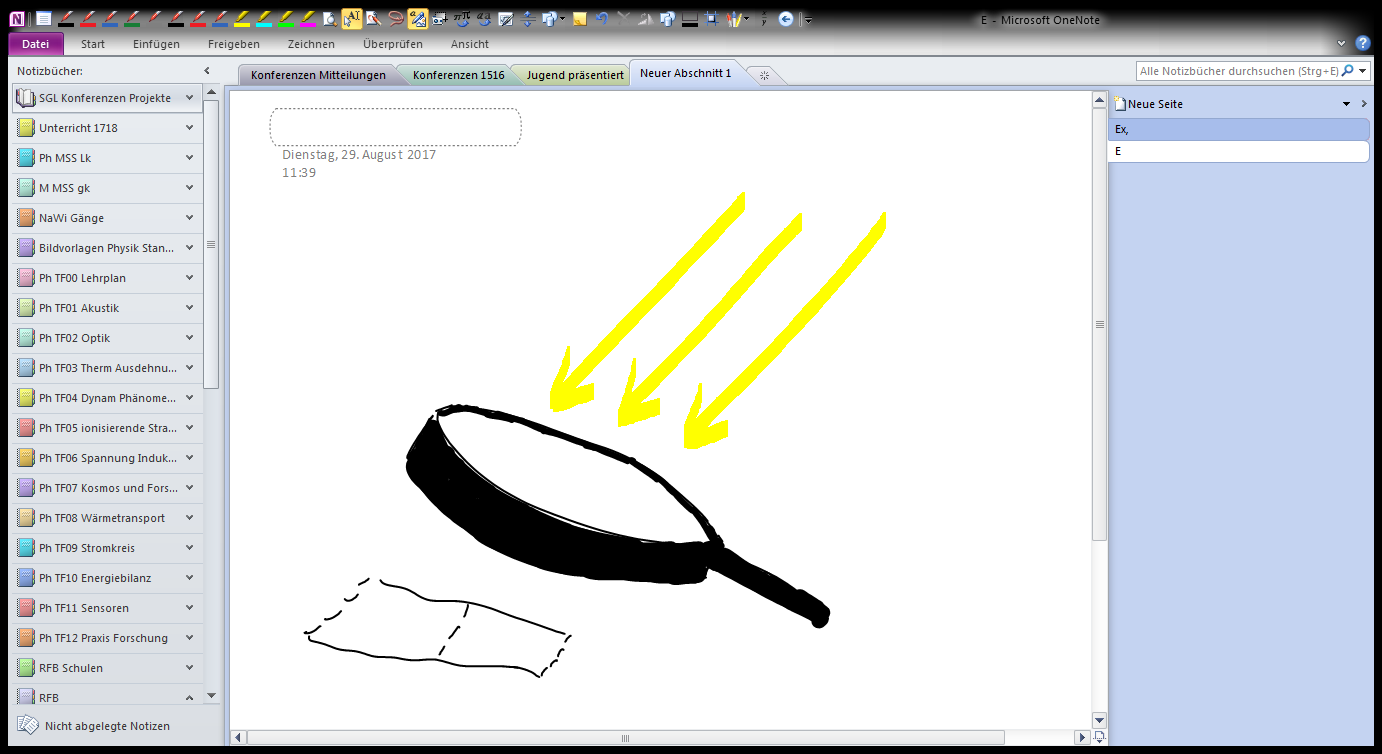 E - Microsoft OneNote
Datei Start Einfügen Freigeben Zeichnen Überprüfen Ansicht
Notizbücher:
Konferenzen Mitteilungen Konferenzen 1516 Jugend präsentiert Neuer Abschnitt 1
Alle Notizbücher durchsuchen (Strg+E)
SGL Konferenzen Projekte
Unterricht 1718
Ph MSS Lk
M MSS gk
NaWi Gänge
Bildvorlagen Physik Stan...
Ph TF00 Lehrplan
Ph TF01 Akustik
Ph TF02 Optik
Ph TF03 Therm Ausdehnu...
Ph TF04 Dynam Phänome...
Ph TF05 ionisierende Stra...
Ph TF06 Spannung Induk...
Ph TF07 Kosmos und Fors...
Ph TF08 Wärmetransport
Ph TF09 Stromkreis
Ph TF10 Energiebilanz
Ph TF11 Sensoren
Ph TF12 Praxis Forschung
RFB Schulen
RFB
Nicht abgelegte Notizen
Dienstag, 29. August 2017
11:39
Neue Seite
Ex,
E